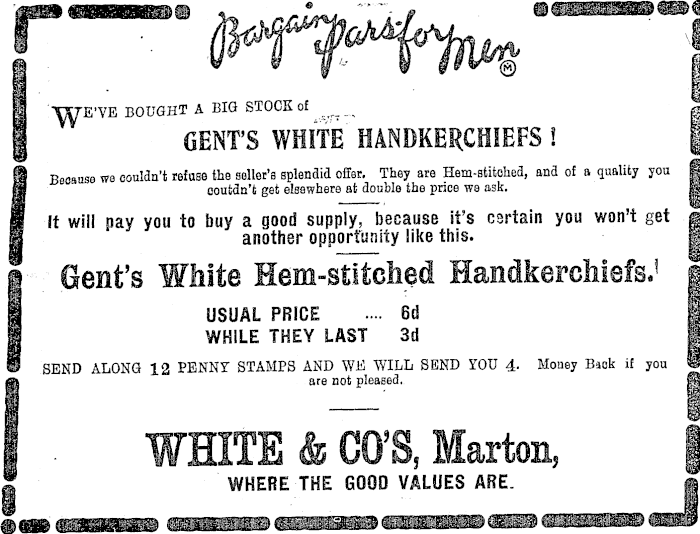 Bargain Pars for Men
WE'VE BOUGHT A BIG STOCK of
GENT'S WHITE HANDKERCHIEFS !
Because we couldn't refuse the seller's splendid offer. They are Hem-stitched, and of a quality you
coutdn't get elsewhere at double the price we ask.
It will pay you to buy a good supply, because it's certain you won't get
another opportunity like this.
Gent's White Hem-stitched Handkerchiefs.
USUAL PRICE .... 6d
WHILE THEY LAST 3d
SEND ALONG 12 PENNY STAMPS AND WE WILL SEND YOU 4. Money Back if you
are not pleased.
WHITE & CO'S, Marton,
WHERE THE GOOD VALUES ARE.